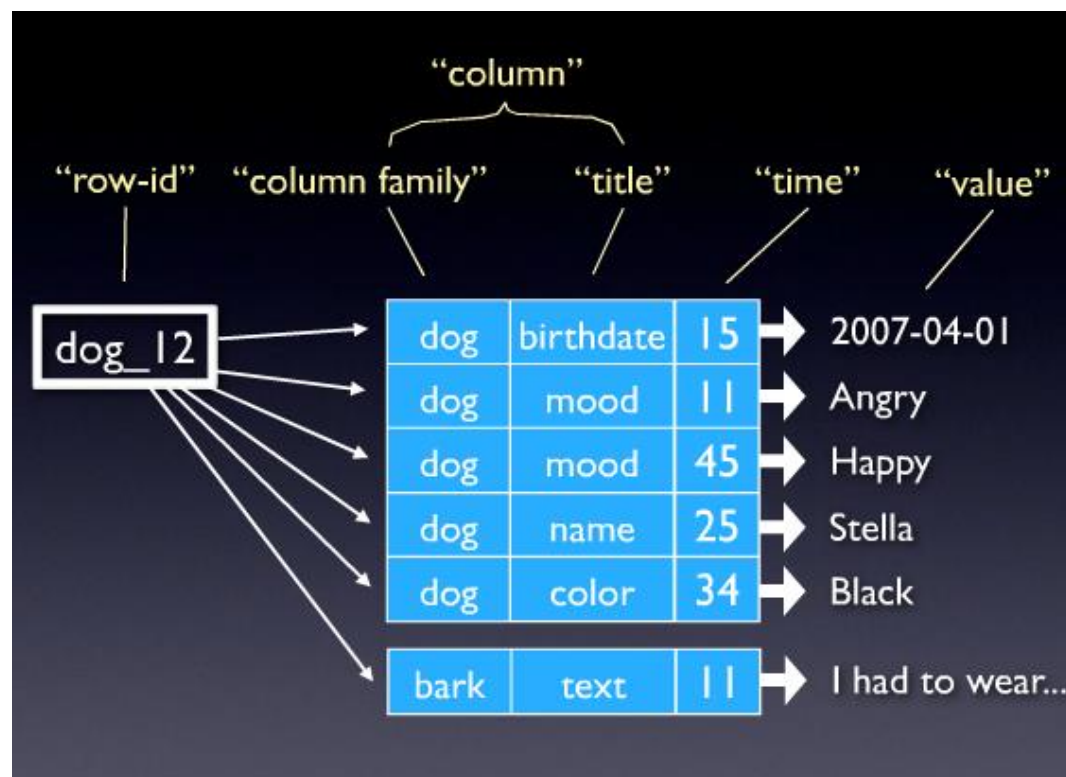 “column”
“row-id” “column family” “title” “time” “value”
dog_12
dog birthdate 15 2007-04-01
dog mood 11 Angry
dog mood 45 Happy
dog name 25 Stella
dog color 34 Black
bark text 11 I had to wear...